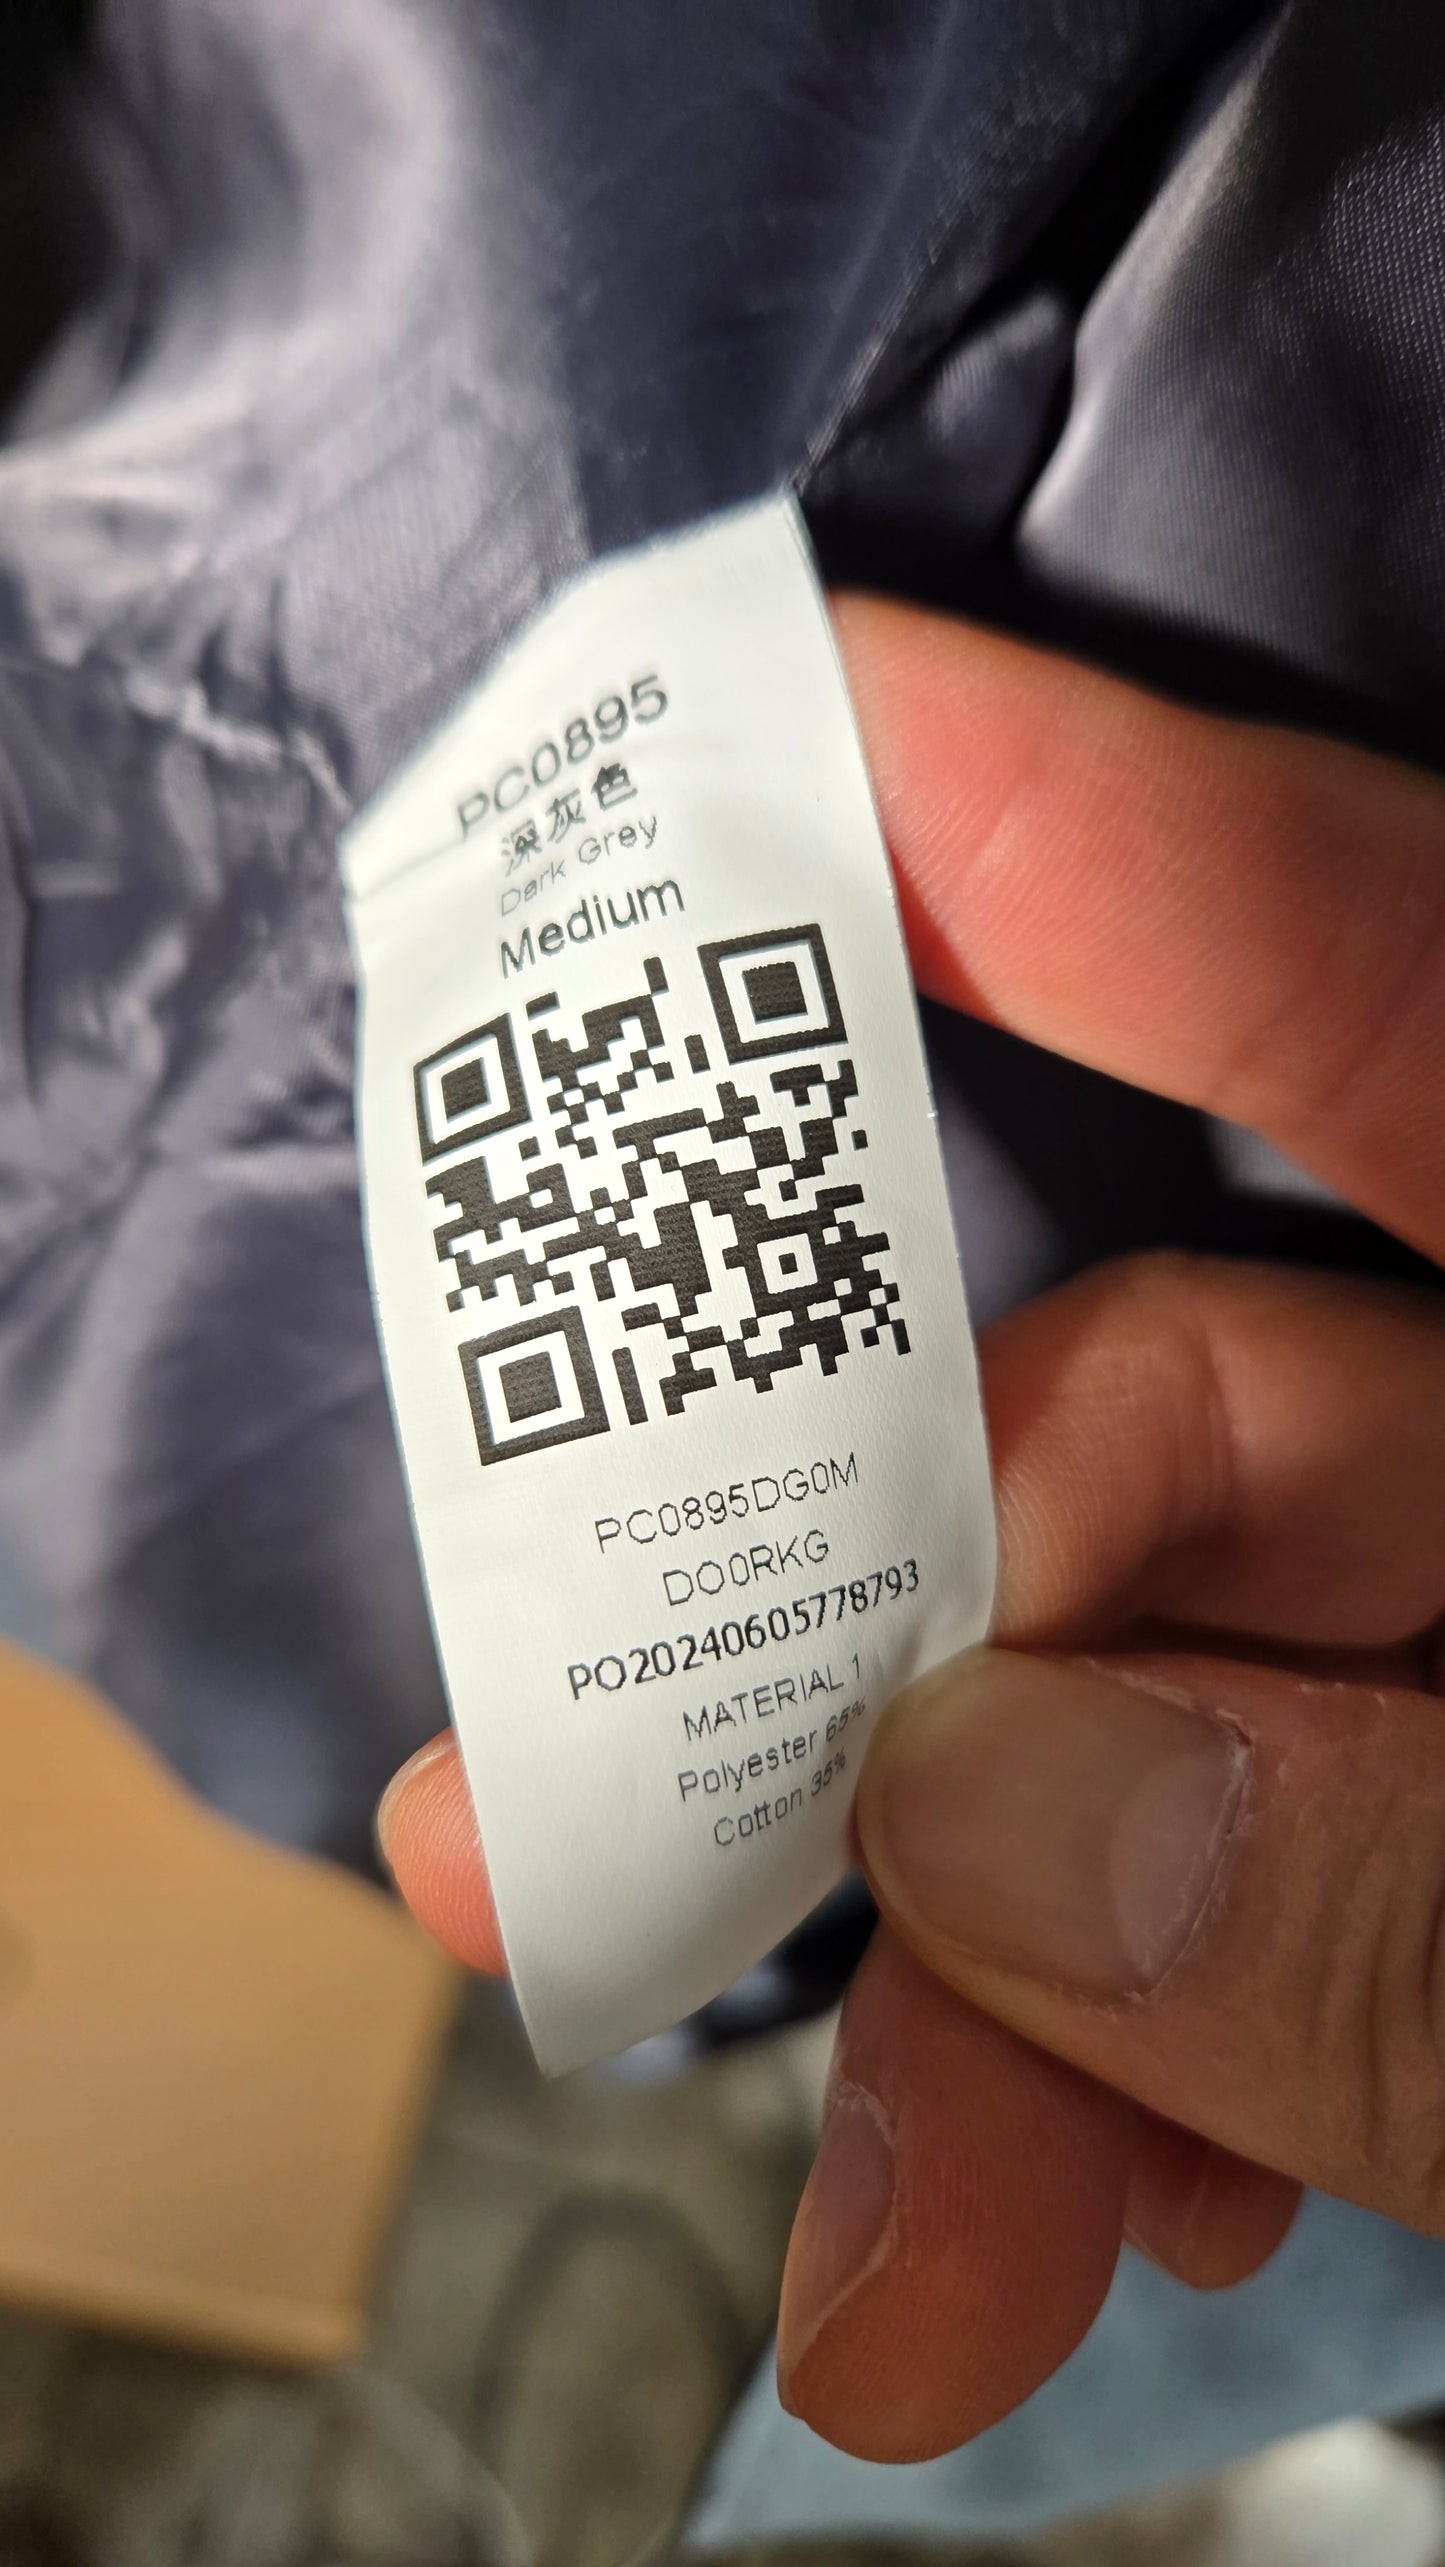 PC0895
深灰色
Dark Grey
Medium
PC0895DG0M
DO0RKG
PO20240605778793
MATERIAL 1
Polyester 65%
Cotton 35%